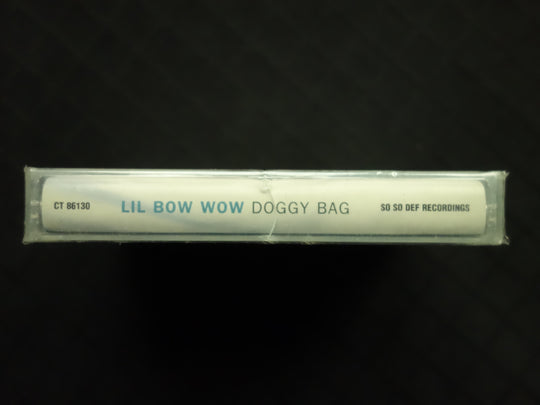 CT 86130 LIL BOW WOW DOGGY BAG SO SO DEF RECORDINGS